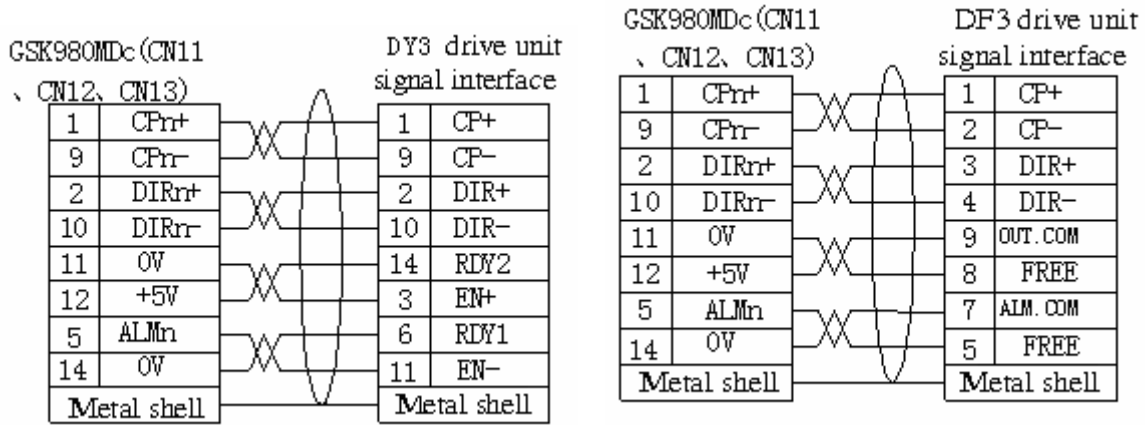 GSK980MDc(CN11
、CN12、CN13)
DY3 drive unit
signal interface
1 CPn+ 1 CP+
9 CPn- 9 CP-
2 DIRn+ 2 DIR+
10 DIRn- 10 DIR-
11 0V 14 RDY2
12 +5V 3 EN+
5 ALMn 6 RDY1
14 0V 11 EN-
Metal shell Metal shell
GSK980MDc(CN11
、CN12、CN13)
DF3 drive unit
signal interface
1 CPn+ 1 CP+
9 CPn- 2 CP-
2 DIRn+ 3 DIR+
10 DIRn- 4 DIR-
11 0V 9 OUT.COM
12 +5V 8 FREE
5 ALMn 7 ALM.COM
14 0V 5 FREE
Metal shell Metal shell